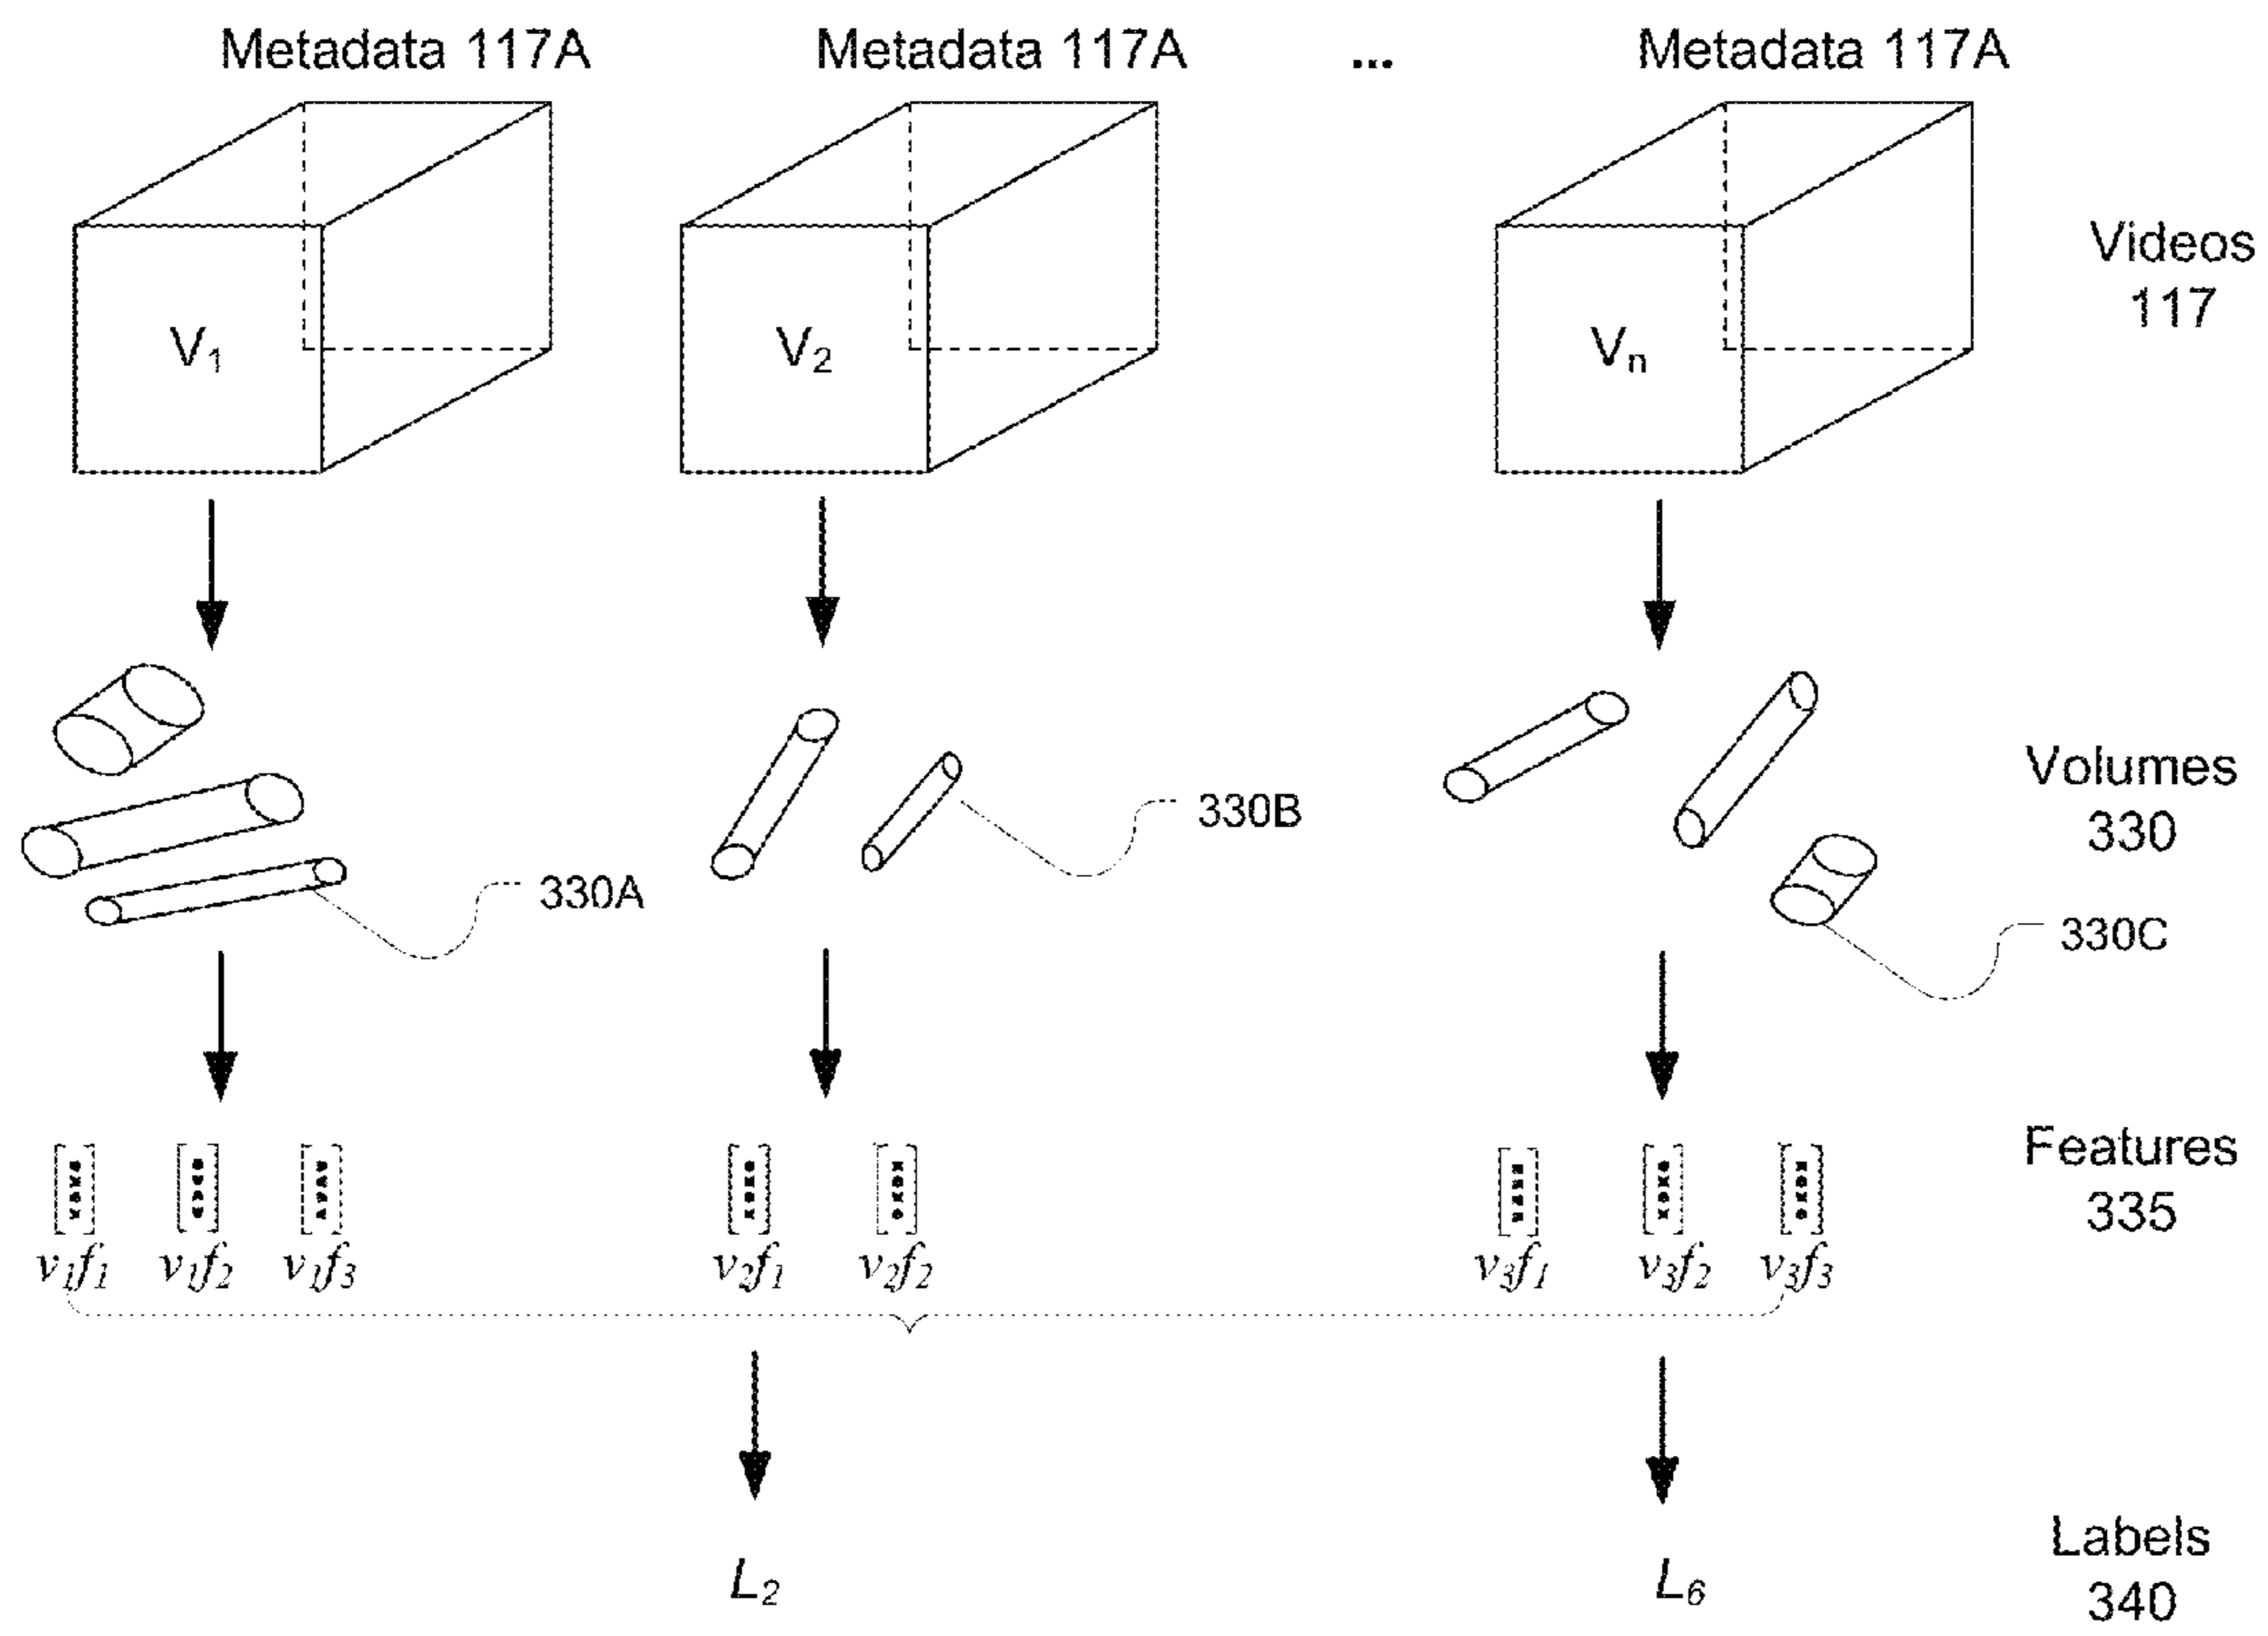 Metadata 117A Metadata 117A ... Metadata 117A
Videos
117
V1 V2 Vn
Volumes
330
330A
330B
330C
Features
335
v1f1 v1f2 v1f3 v2f1 v2f2 v3f1 v3f2 v3f3
L2 L6
Labels
340